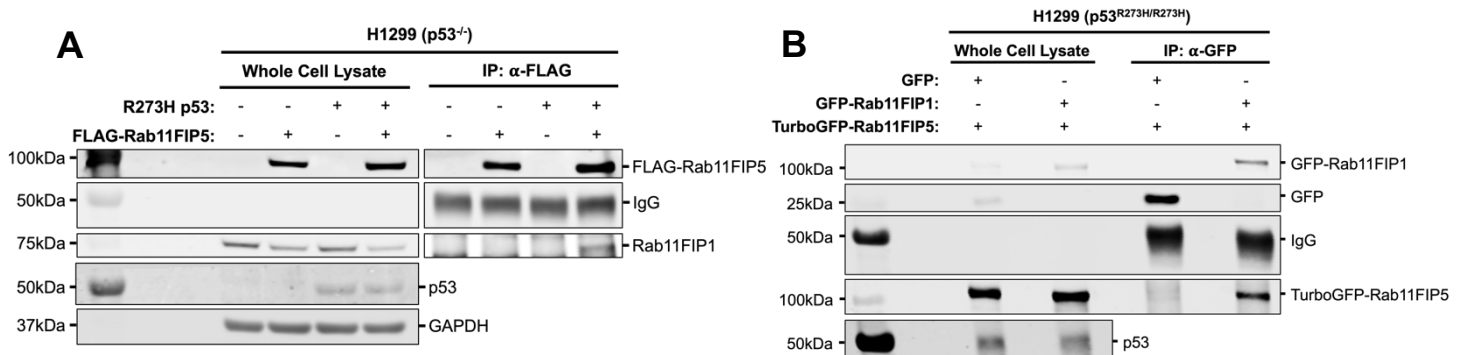 A
H1299 (p53-/-)
Whole Cell Lysate IP: α-FLAG
R273H p53: - - + + - - + +
FLAG-Rab11FIP5: - + - + - + - +
100kDa FLAG-Rab11FIP5
50kDa IgG
75kDa Rab11FIP1
50kDa p53
37kDa GAPDH
B
H1299 (p53R273H/R273H)
Whole Cell Lysate IP: α-GFP
GFP: + - + -
GFP-Rab11FIP1: - + - +
TurboGFP-Rab11FIP5: + + + +
100kDa GFP-Rab11FIP1
25kDa GFP
50kDa IgG
100kDa TurboGFP-Rab11FIP5
50kDa p53